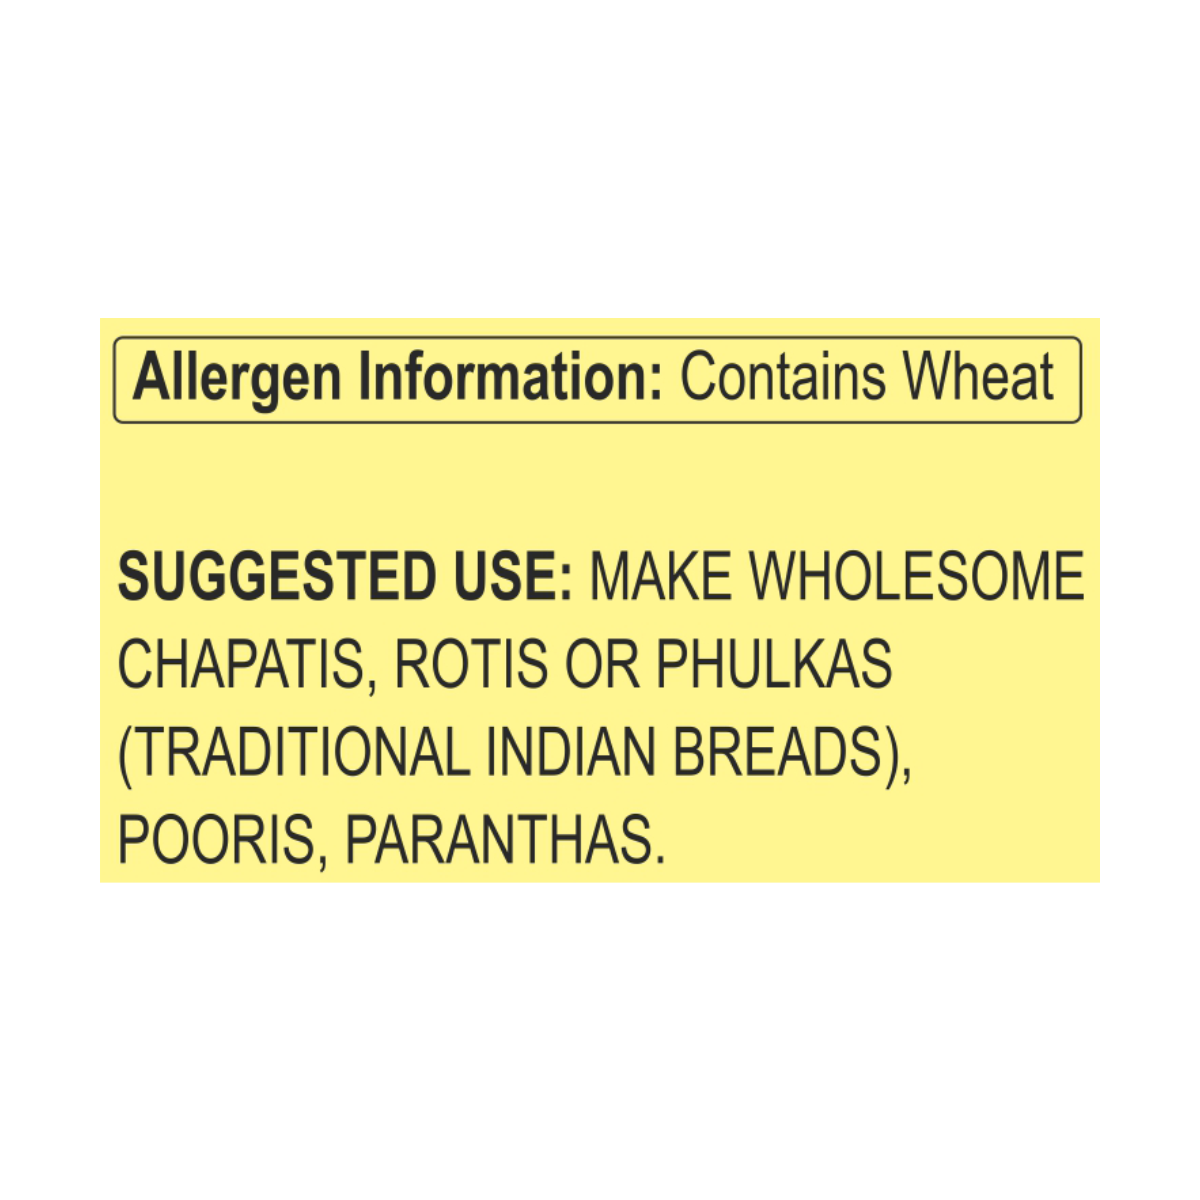 Allergen Information: Contains Wheat
SUGGESTED USE: MAKE WHOLESOME
CHAPATIS, ROTIS OR PHULKAS
(TRADITIONAL INDIAN BREADS),
POORIS, PARANTHAS.